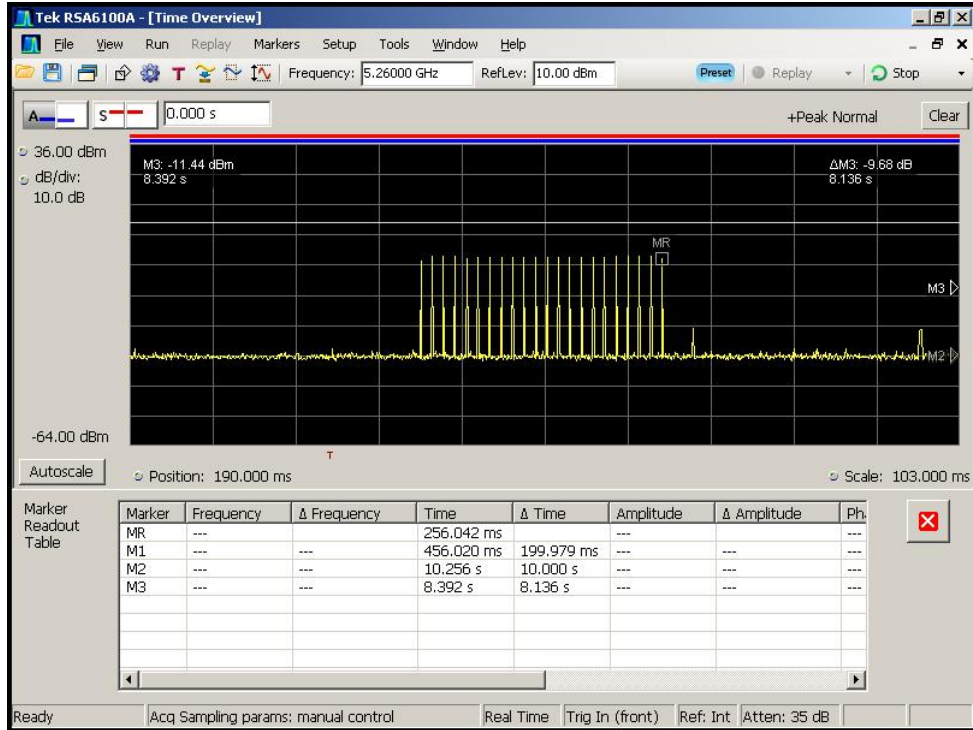 Tek RSA6100A - [Time Overview]
File View Run Replay Markers Setup Tools Window Help
T Frequency: 5.26000 GHz RefLev: 10.00 dBm Preset Replay Stop
A S 0.000 s +Peak Normal Clear
36.00 dBm
dB/div:
10.0 dB
M3: -11.44 dBm
8.392 s
ΔM3: -9.68 dB
8.136 s
MR
M3
M2
-64.00 dBm
T
Autoscale Position: 190.000 ms Scale: 103.000 ms
Marker Readout Table
Marker Frequency Δ Frequency Time Δ Time Amplitude Δ Amplitude Ph
MR --- 256.042 ms --- ---
M1 --- --- 456.020 ms 199.979 ms --- --- ---
M2 --- --- 10.256 s 10.000 s --- --- ---
M3 --- --- 8.392 s 8.136 s --- --- ---
Ready Acq Sampling params: manual control Real Time Trig In (front) Ref: Int Atten: 35 dB